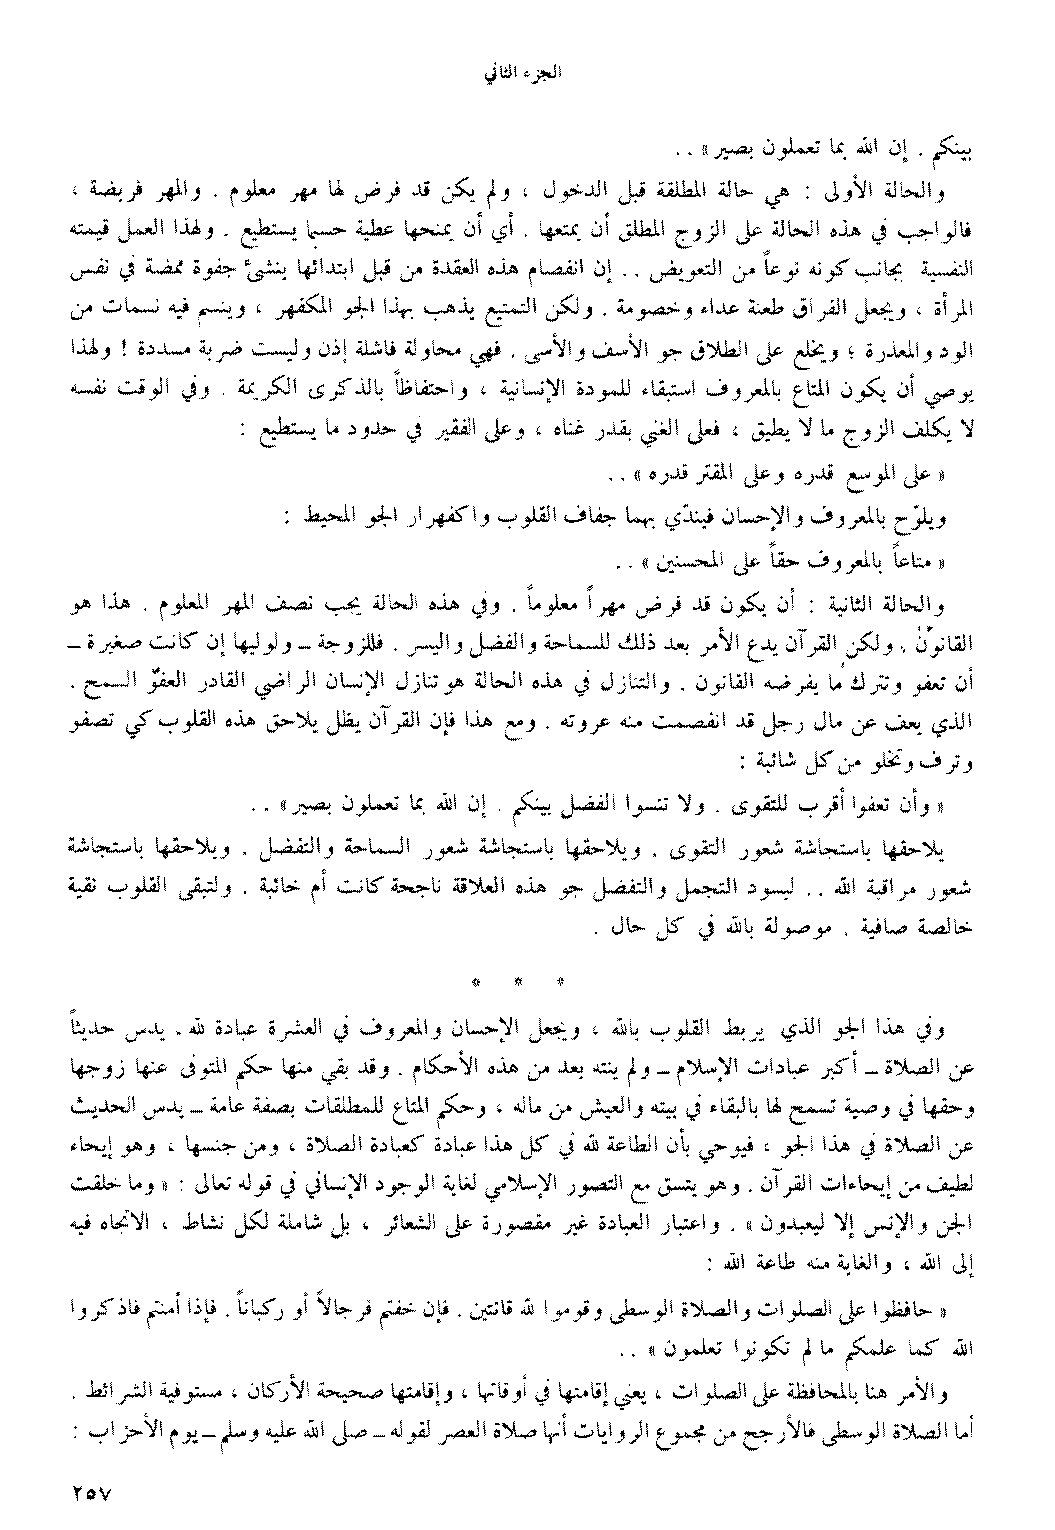 الجزء الثاني
بينكم . إن الله بما تعملون بصير » . .
والحالة الأولى : هي حالة المطلقة قبل الدخول ، ولم يكن قد فرض لها مهر معلوم . والمهر فريضة ،
فالواجب في هذه الحالة على الزوج المطلق أن يمتعها . أي أن يمنحها عطية حسبما يستطيع . ولهذا العمل قيمته
النفسية بجانب كونه نوعاً من التعويض . . إن انفصام هذه العقدة من قبل ابتدائها ينشئ جفوة ممضة في نفس
المرأة ، ويجعل الفراق طعنة عداء وخصومة . ولكن التمتيع يذهب بهذا الجو المكفهر ، وينسم فيه نسمات من
الود والمعذرة ؛ ويخلع على الطلاق جو الأسف والأسى . فهي محاولة فاشلة إذن وليست ضربة مسددة ! ولهذا
يوصي أن يكون المتاع بالمعروف استبقاء للمودة الإنسانية ، واحتفاظاً بالذكرى الكريمة . وفي الوقت نفسه
لا يكلف الزوج ما لا يطيق ، فعلى الغني بقدر غناه ، وعلى الفقير في حدود ما يستطيع :
« على الموسع قدره وعلى المقتر قدره » . .
ويلوّح بالمعروف والإحسان فيندّي بهما جفاف القلوب واكفهرار الجو المحيط :
« متاعاً بالمعروف حقاً على المحسنين » . .
والحالة الثانية : أن يكون قد فرض مهراً معلوماً . وفي هذه الحالة يجب نصف المهر المعلوم . هذا هو
القانون . ولكن القرآن يدع الأمر بعد ذلك للسماحة والفضل واليسر . فللزوجة – ولوليها إن كانت صغيرة –
أن تعفو وتترك ما يفرضه القانون . والتنازل في هذه الحالة هو تنازل الإنسان الراضي القادر العفوّ السمح .
الذي يعف عن مال رجل قد انفصمت منه عروته . ومع هذا فإن القرآن يظل يلاحق هذه القلوب كي تصفو
وترف وتخلو من كل شائبة :
« وأن تعفوا أقرب للتقوى . ولا تنسوا الفضل بينكم . إن الله بما تعملون بصير » . .
يلاحقها باستجاشة شعور التقوى . ويلاحقها باستجاشة شعور السماحة والتفضل . ويلاحقها باستجاشة
شعور مراقبة الله . . ليسود التجمل والتفضل جو هذه العلاقة ناجحة كانت أم خائبة . ولتبقى القلوب نقية
خالصة صافية . موصولة بالله في كل حال .
* * *
وفي هذا الجو الذي يربط القلوب بالله ، ويجعل الإحسان والمعروف في العشرة عبادة لله . يدس حديثاً
عن الصلاة – أكبر عبادات الإسلام – ولم ينته بعد من هذه الأحكام . وقد بقي منها حكم المتوفى عنها زوجها
وحقها في وصية تسمح لها بالبقاء في بيته والعيش من ماله ، وحكم المتاع للمطلقات بصفة عامة – يدس الحديث
عن الصلاة في هذا الجو ، فيوحي بأن الطاعة لله في كل هذا عبادة كعبادة الصلاة ، ومن جنسها ، وهو إيحاء
لطيف من إيحاءات القرآن . وهو يتسق مع التصور الإسلامي لغاية الوجود الإنساني في قوله تعالى : « وما خلقت
الجن والإنس إلا ليعبدون » . واعتبار العبادة غير مقصورة على الشعائر ، بل شاملة لكل نشاط ، الاتجاه فيه
إلى الله ، والغاية منه طاعة الله :
« حافظوا على الصلوات والصلاة الوسطى وقوموا لله قانتين . فإن خفتم فرجالاً أو ركباناً . فإذا أمنتم فاذكروا
الله كما علمكم ما لم تكونوا تعلمون » . .
والأمر هنا بالمحافظة على الصلوات ، يعني إقامتها في أوقاتها ، وإقامتها صحيحة الأركان ، مستوفية الشرائط .
أما الصلاة الوسطى فالأرجح من مجموع الروايات أنها صلاة العصر لقوله – صلى الله عليه وسلم – يوم الأحزاب :
٢٥٧